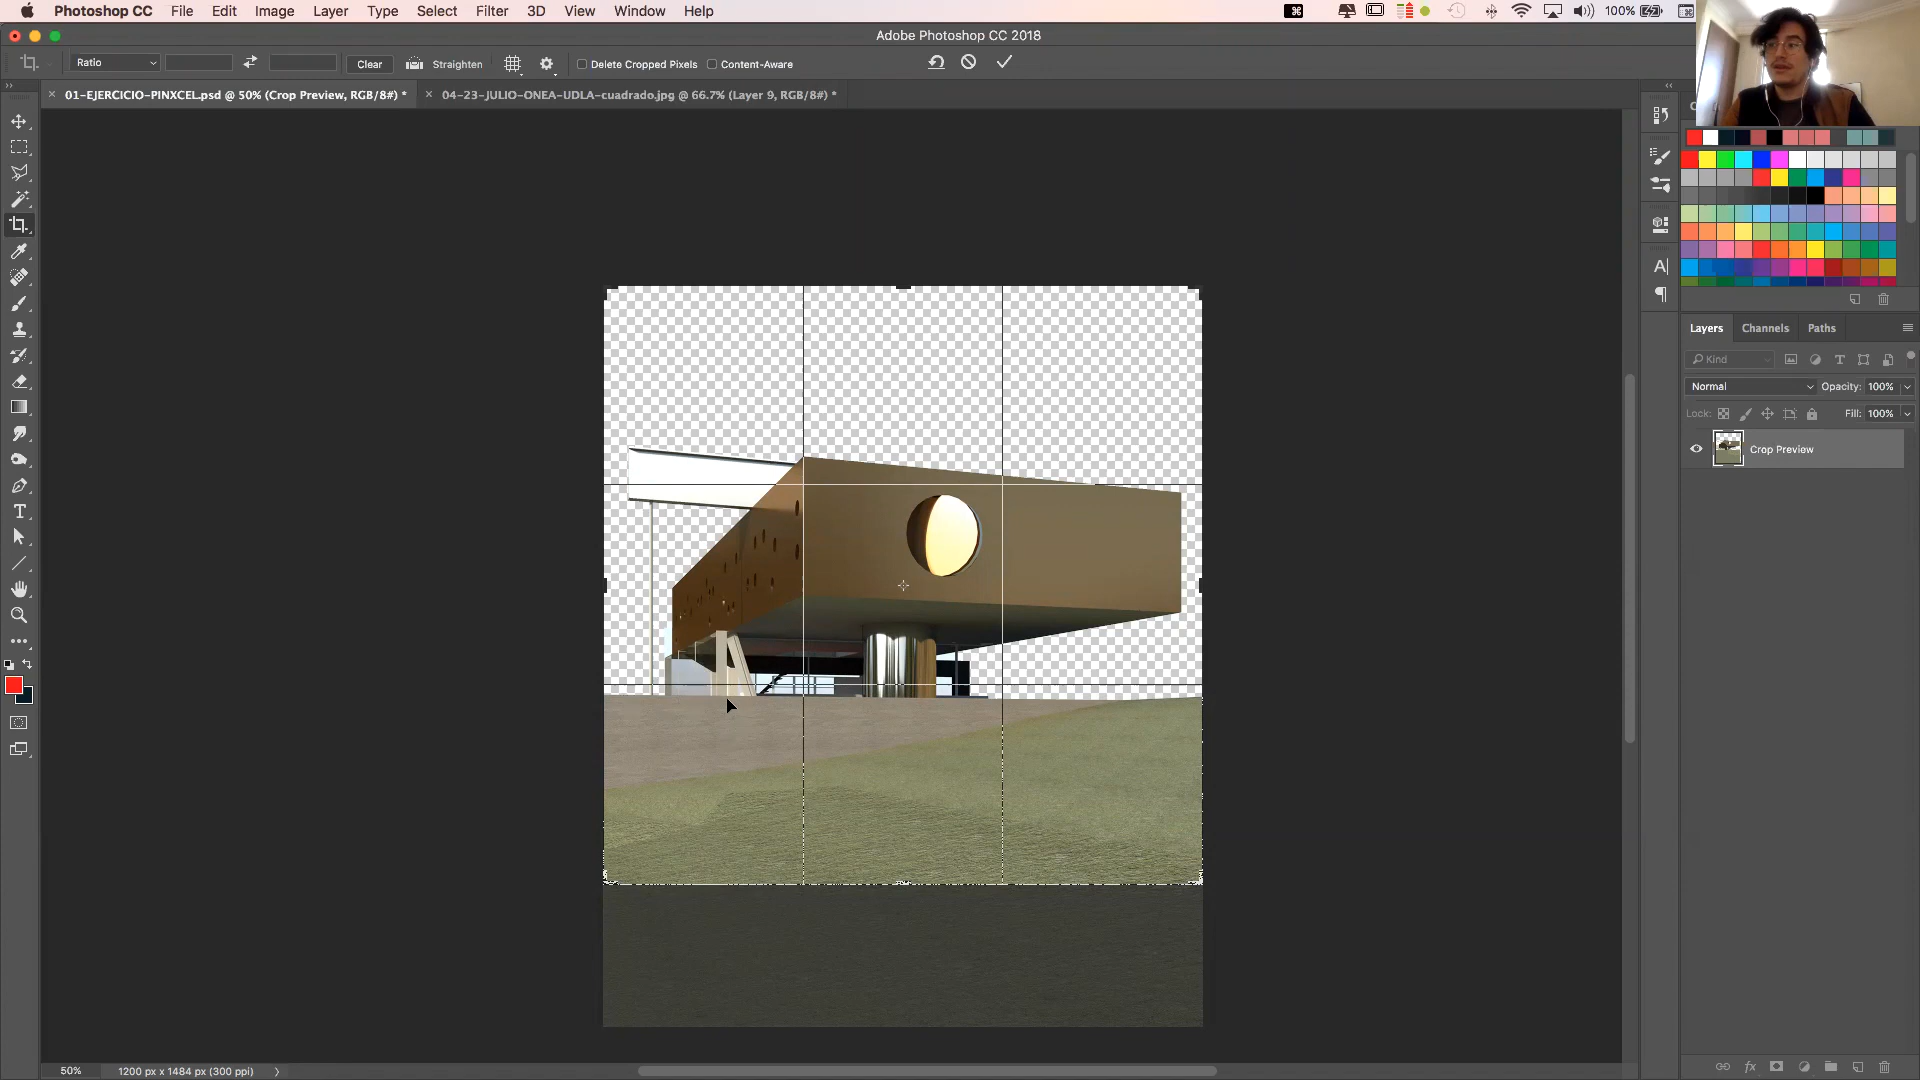 Photoshop CC File Edit Image Layer Type Select Filter 3D View Window Help 100%
Adobe Photoshop CC 2018
Ratio Clear Straighten Delete Cropped Pixels Content-Aware
01-EJERCICIO-PINXCEL.psd @ 50% (Crop Preview, RGB/8#) * 04-23-JULIO-ONEA-UDLA-cuadrado.jpg @ 66.7% (Layer 9, RGB/8#) *
Layers Channels Paths
Kind
Normal Opacity: 100%
Lock: Fill: 100%
Crop Preview
50% 1200 px x 1484 px (300 ppi)